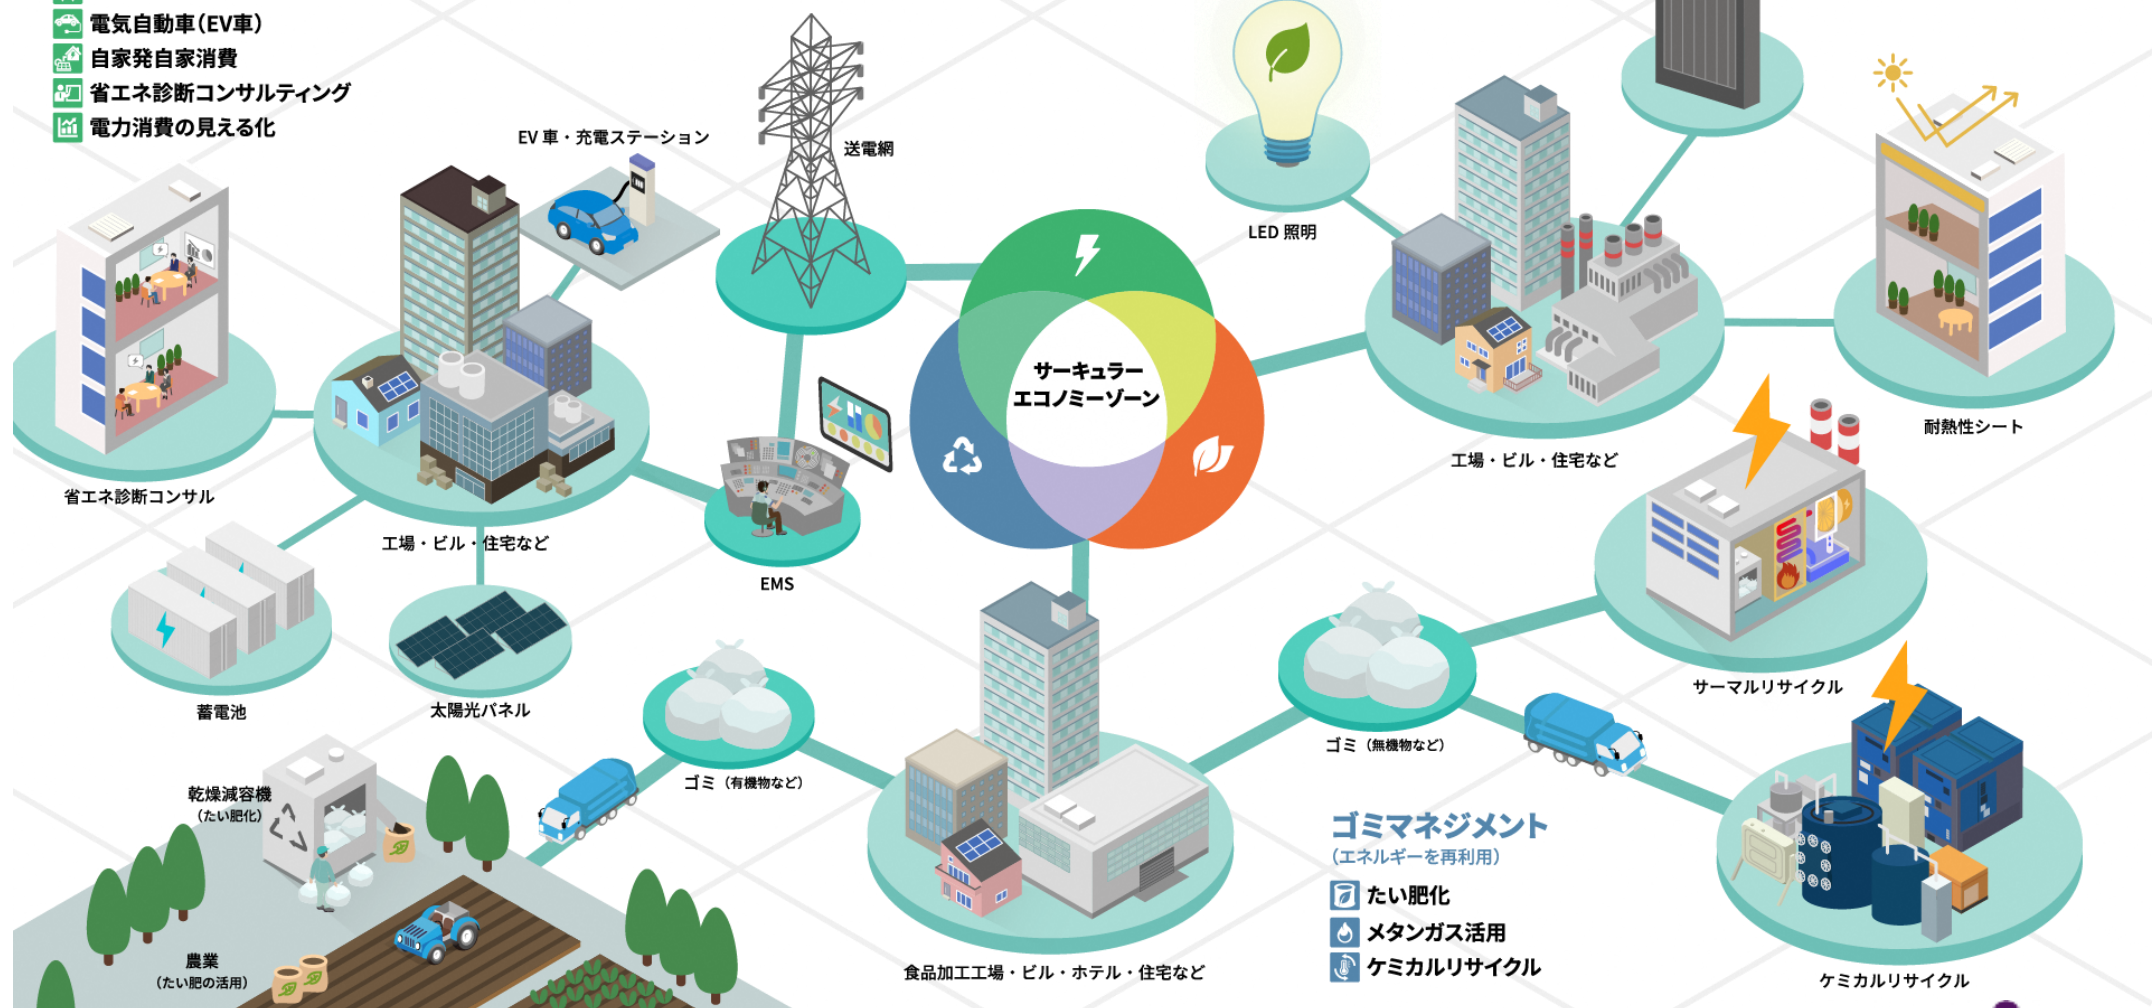 電気自動車（EV車）
自家発自家消費
省エネ診断コンサルティング
電力消費の見える化
EV 車・充電ステーション
送電網
LED 照明
サーキュラー
エコノミーゾーン
耐熱性シート
工場・ビル・住宅など
省エネ診断コンサル
工場・ビル・住宅など
EMS
蓄電池
太陽光パネル
サーマルリサイクル
ゴミ（無機物など）
ゴミ（有機物など）
乾燥減容機
（たい肥化）
ゴミマネジメント
（エネルギーを再利用）
たい肥化
メタンガス活用
ケミカルリサイクル
農業
（たい肥の活用）
食品加工工場・ビル・ホテル・住宅など
ケミカルリサイクル